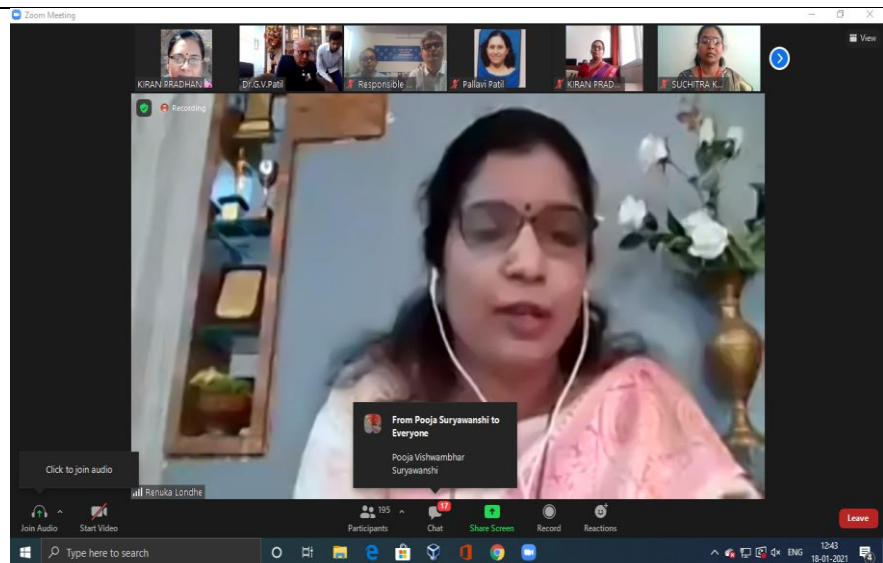 Zoom Meeting
View
KIRAN PRADHAN
Dr.G.V.Patil
Responsible ...
Pallavi Patil
KIRAN PRAD...
SUCHITRA K...
Recording
From Pooja Suryawanshi to
Everyone
Pooja Vishwambhar
Suryawanshi
Click to join audio
Renuka Londhe
Join Audio
Start Video
195
Participants
17
Chat
Share Screen
Record
Reactions
Leave
Type here to search
ENG
12:43
18-01-2021
4